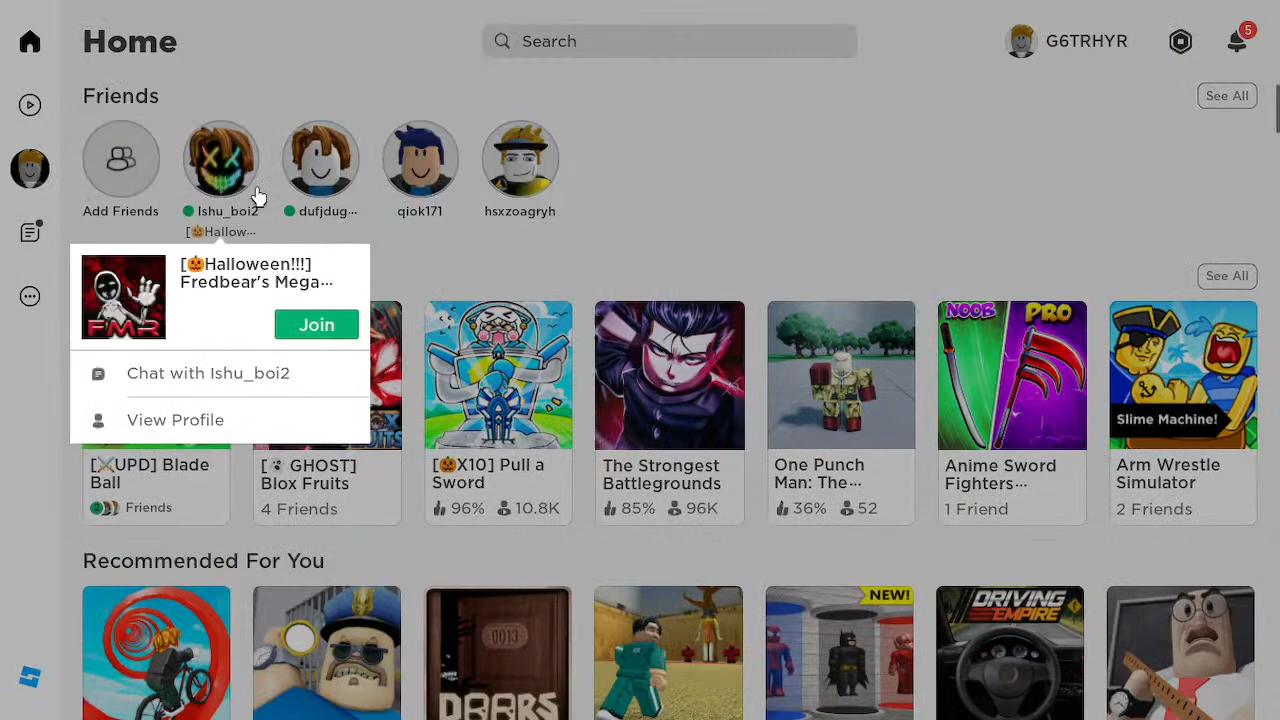 Home
Search
G6TRHYR
5
Friends
See All
Add Friends
Ishu_boi2
dufjdug...
qiok171
hsxzoagryh
[🎃Hallow...
[🎃Halloween!!!]
Fredbear's Mega...
FMR
Join
Chat with Ishu_boi2
View Profile
See All
NOOB PRO
Slime Machine!
[⚔️UPD] Blade
Ball
2 Friends
[👻 GHOST]
Blox Fruits
4 Friends
[🎃X10] Pull a
Sword
96% 10.8K
The Strongest
Battlegrounds
85% 96K
One Punch
Man: The...
36% 52
Anime Sword
Fighters...
1 Friend
Arm Wrestle
Simulator
2 Friends
Recommended For You
0013
DOORS
NEW!
DRIVING
EMPIRE